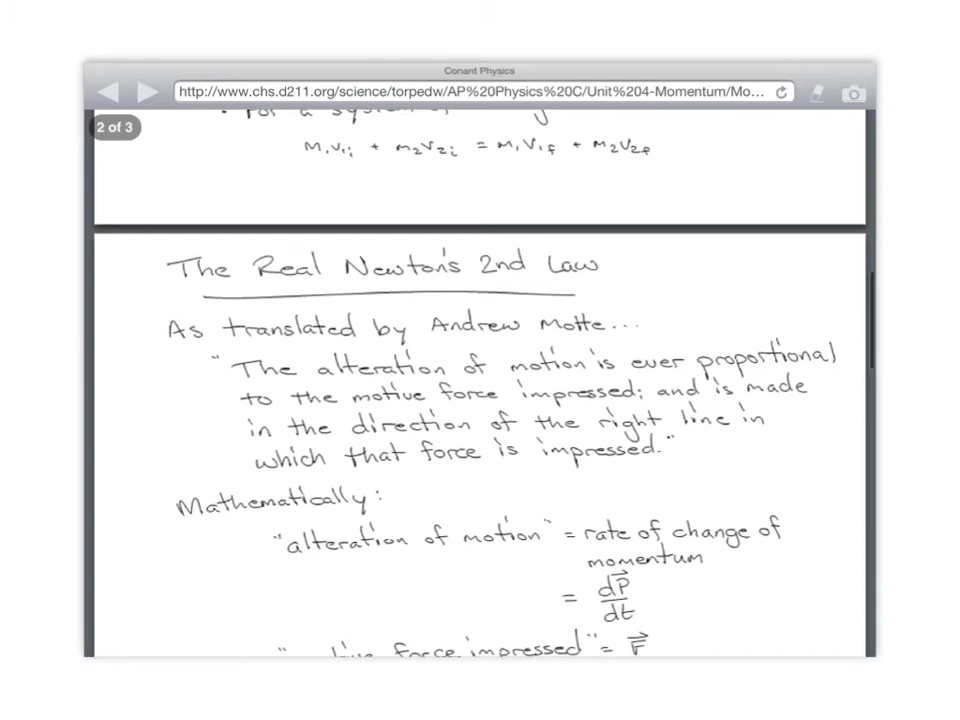 Conant Physics
http://www.chs.d211.org/science/torpedw/AP%20Physics%20C/Unit%204-Momentum/Mo...
2 of 3
• For a system of
m₁v₁ᵢ + m₂v₂ᵢ = m₁v₁f + m₂v₂f
The Real Newton's 2nd Law
As translated by Andrew Motte...
"The alteration of motion is ever proportional
to the motive force impressed; and is made
in the direction of the right line in
which that force is impressed."
Mathematically:
"alteration of motion" = rate of change of
momentum
= dP⃗/dt
force impressed" = F⃗